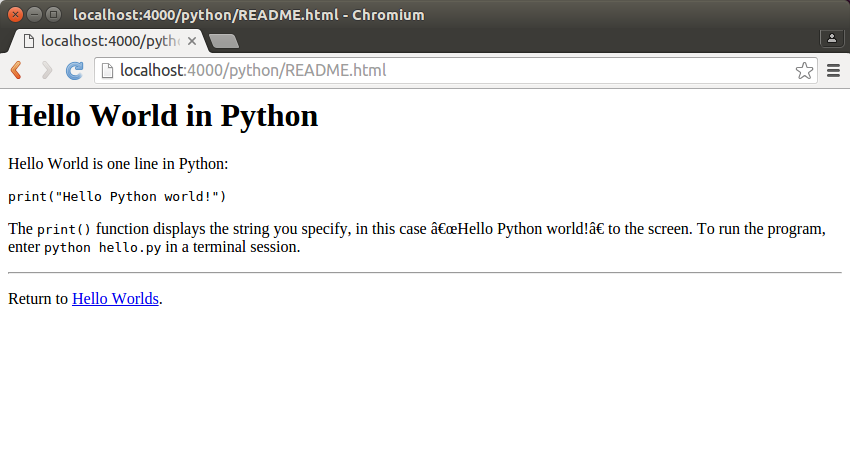 localhost:4000/python/README.html - Chromium
localhost:4000/pyth
localhost:4000/python/README.html
Hello World in Python
Hello World is one line in Python:
print("Hello Python world!")
The print() function displays the string you specify, in this case â€œHello Python world!â€ to the screen. To run the program,
enter python hello.py in a terminal session.
Return to Hello Worlds.